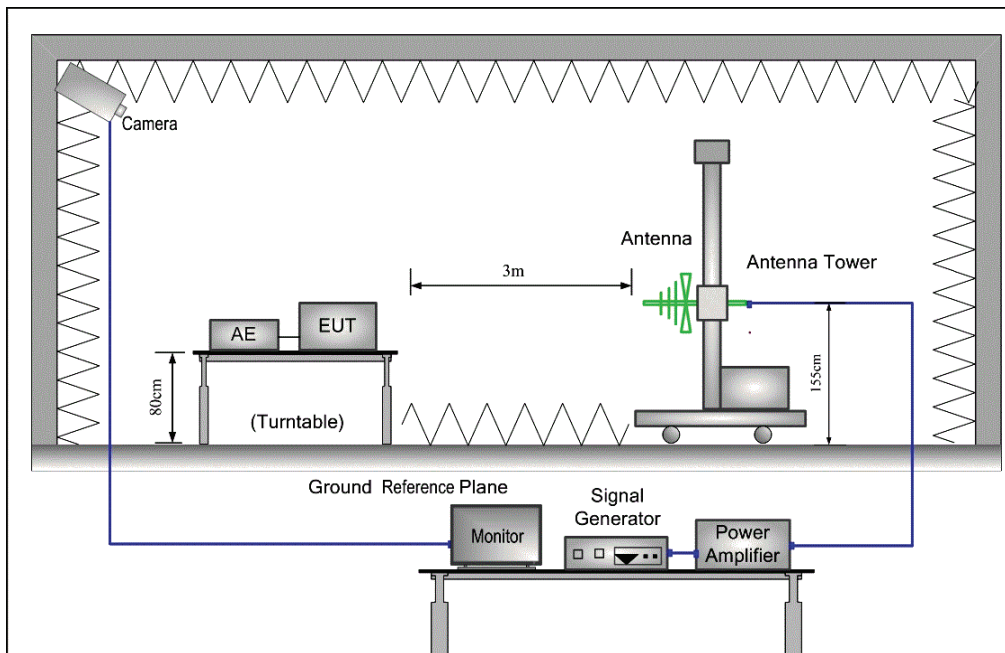 Camera
Antenna
3m
Antenna Tower
AE
EUT
80cm
155cm
(Turntable)
Ground Reference Plane
Signal
Generator
Monitor
Power
Amplifier